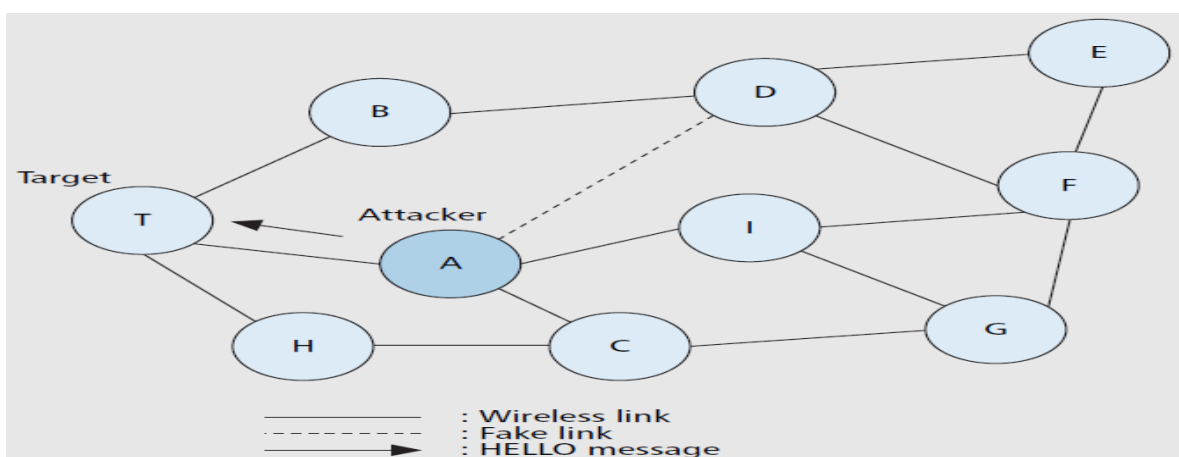 E
D
B
Target
F
T
Attacker
I
A
G
H
C
: Wireless link
: Fake link
: HELLO message